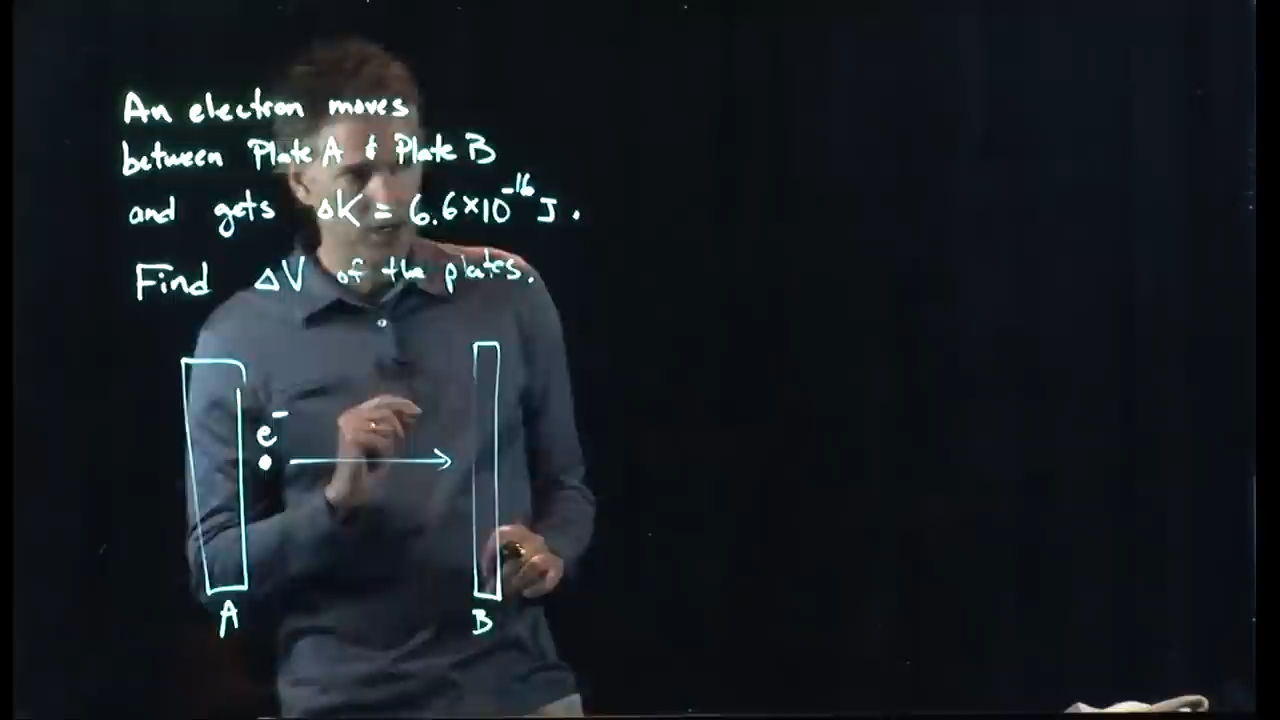 An electron moves
between Plate A & Plate B
and gets ΔK = 6.6×10⁻¹⁶ J.
Find ΔV of the plates.
e⁻
A
B